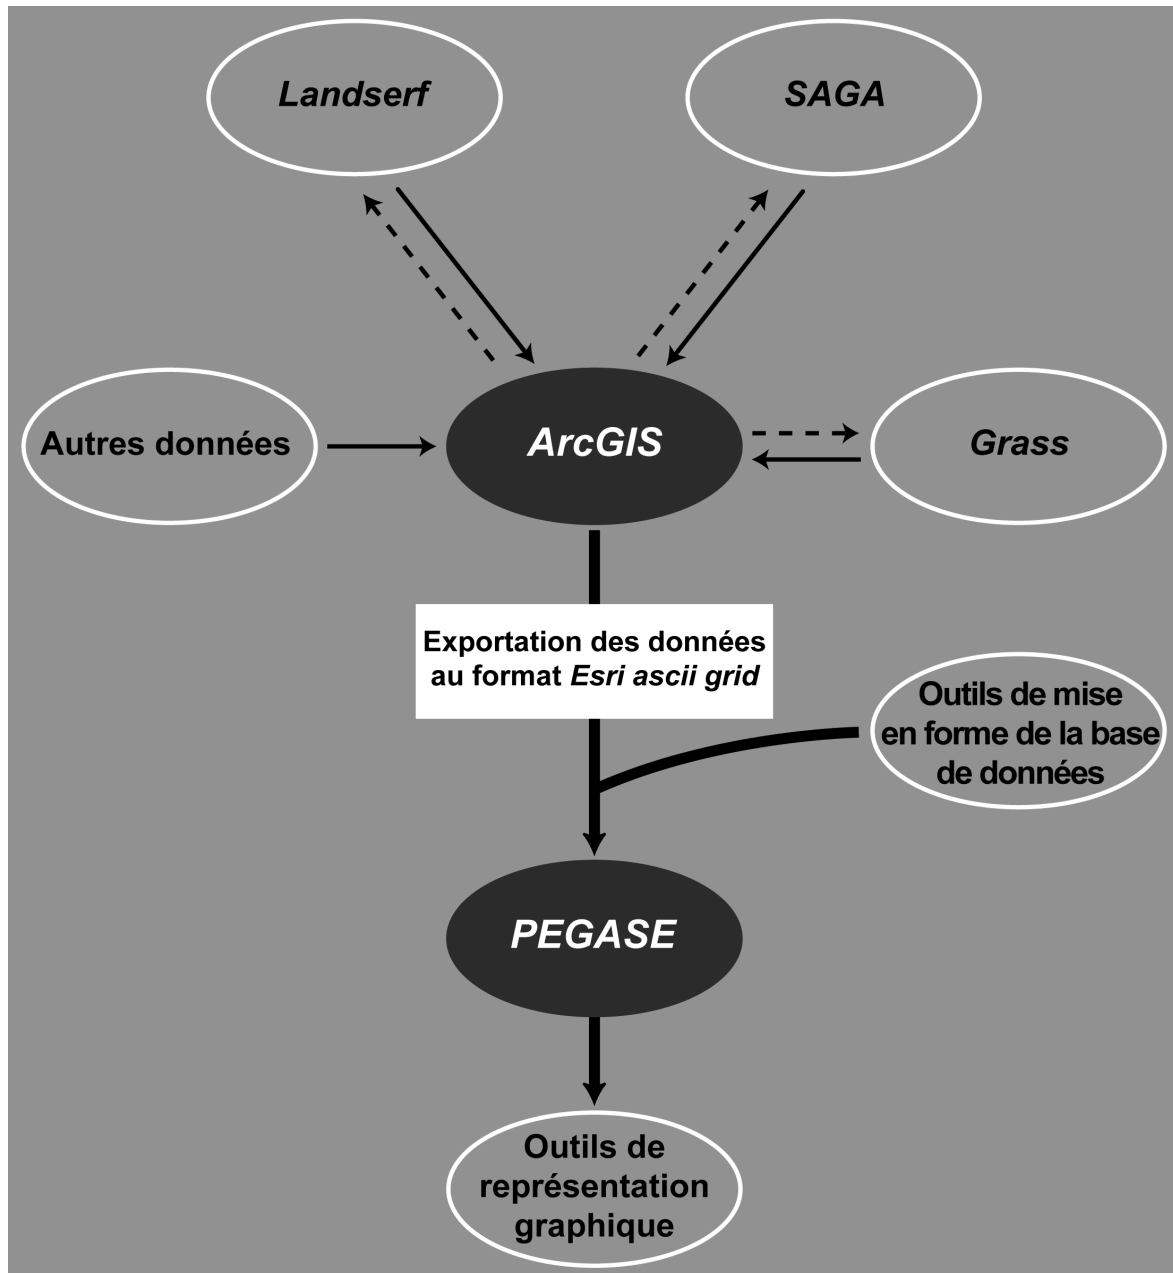 Landserf
SAGA
Autres données
ArcGIS
Grass
Exportation des données
au format Esri ascii grid
Outils de mise
en forme de la base
de données
PEGASE
Outils de
représentation
graphique